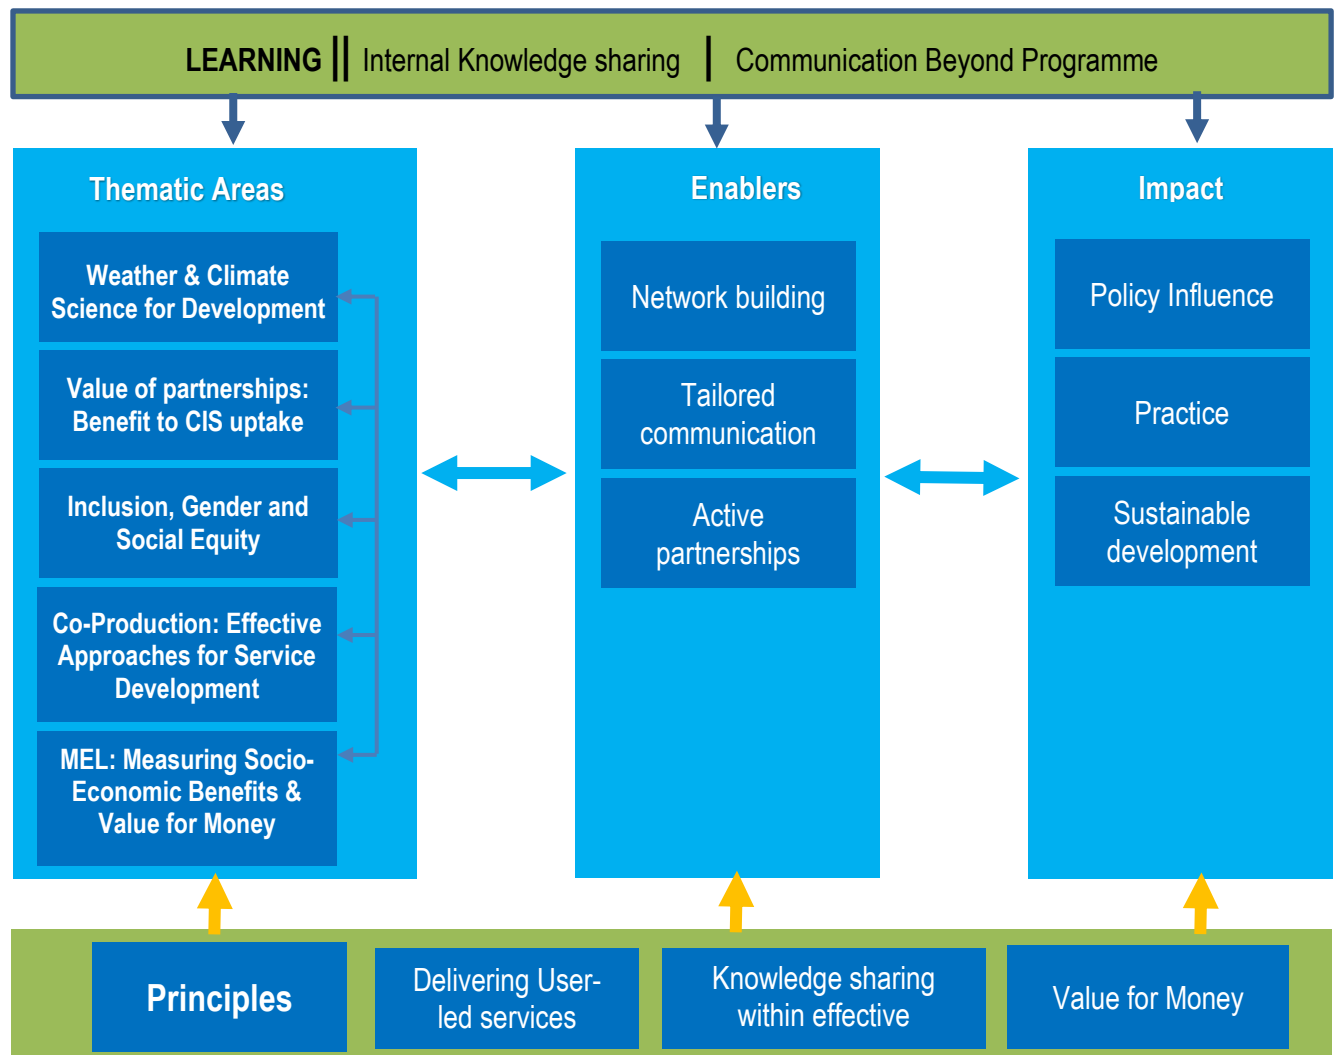 LEARNING || Internal Knowledge sharing | Communication Beyond Programme
Thematic Areas
Weather & Climate
Science for Development
Value of partnerships:
Benefit to CIS uptake
Inclusion, Gender and
Social Equity
Co-Production: Effective
Approaches for Service
Development
MEL: Measuring Socio-
Economic Benefits &
Value for Money
Enablers
Network building
Tailored
communication
Active
partnerships
Impact
Policy Influence
Practice
Sustainable
development
Principles
Delivering User-
led services
Knowledge sharing
within effective
Value for Money